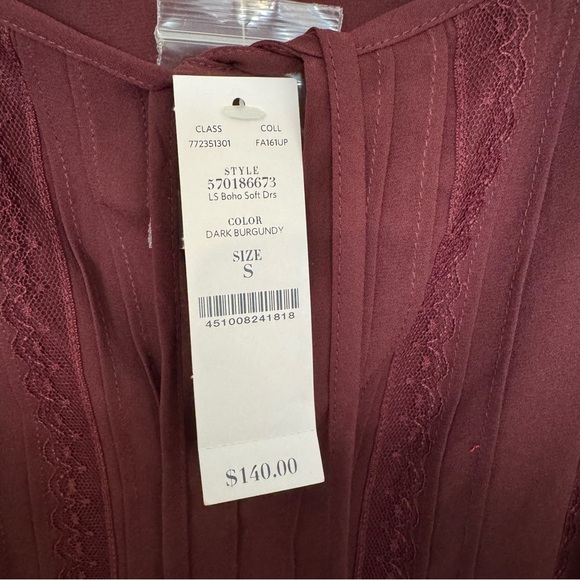 CLASS COLL
772351301 FA161UP
STYLE
570186673
LS Boho Soft Drs
COLOR
DARK BURGUNDY
SIZE
S
451008241818
$140.00